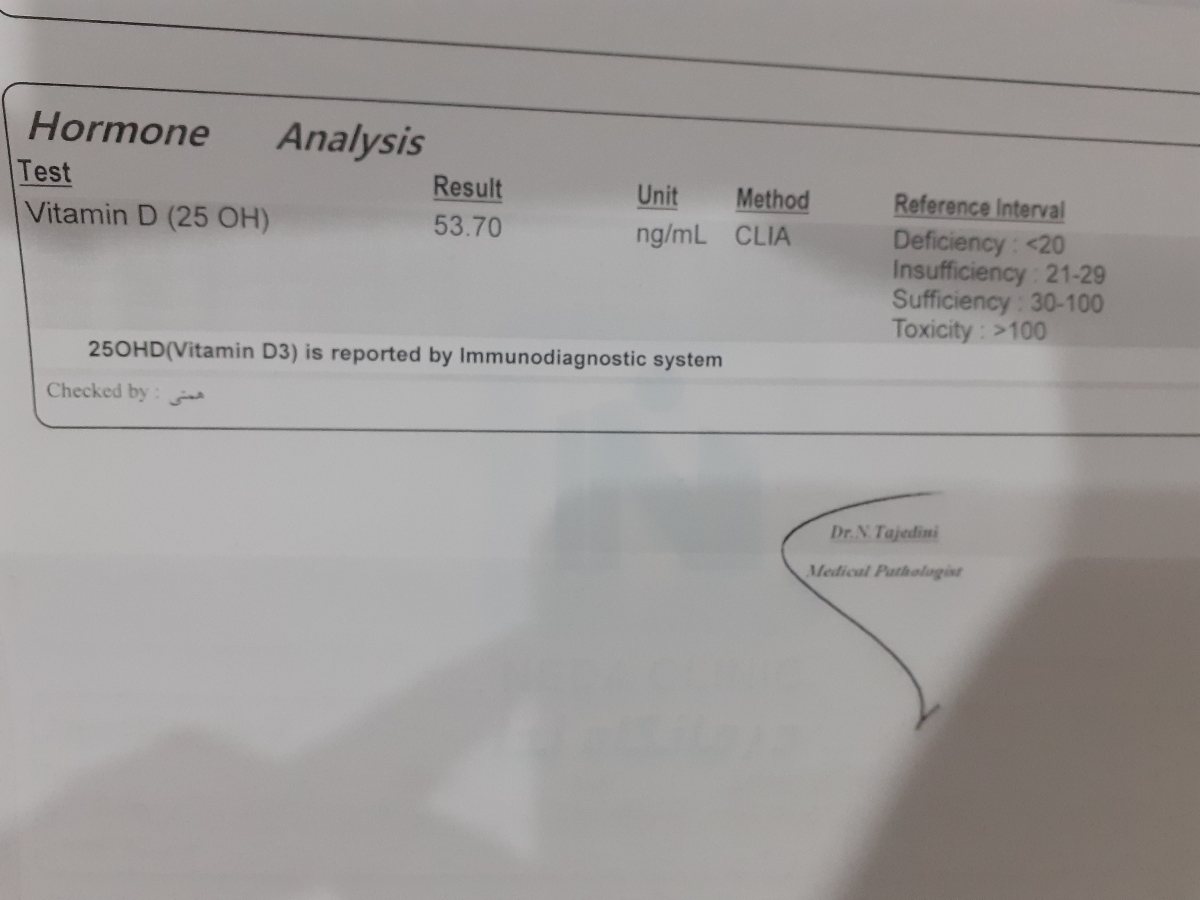 Hormone Analysis
Test Result Unit Method Reference Interval
Vitamin D (25 OH) 53.70 ng/mL CLIA Deficiency : <20
Insufficiency : 21-29
Sufficiency : 30-100
Toxicity : >100
25OHD(Vitamin D3) is reported by Immunodiagnostic system
Checked by : همتی
Dr.N.Tajedini
Medical Pathologist
CLINIC
درمانگاه